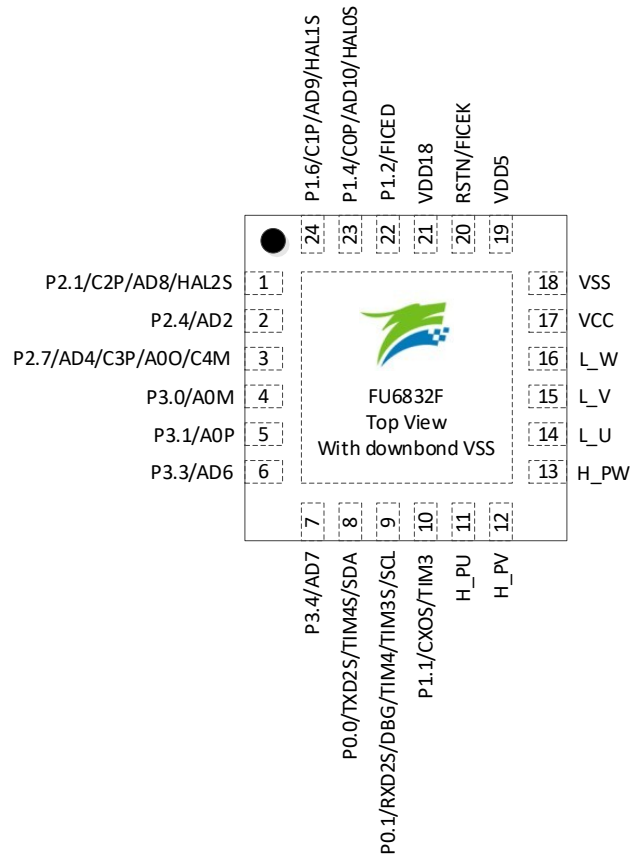 P1.6/C1P/AD9/HAL1S
P1.4/C0P/AD10/HAL0S
P1.2/FICED
VDD18
RSTN/FICEK
VDD5
24
23
22
21
20
19
P2.1/C2P/AD8/HAL2S 1
P2.4/AD2 2
P2.7/AD4/C3P/A0O/C4M 3
P3.0/A0M 4
P3.1/A0P 5
P3.3/AD6 6
FU6832F
Top View
With downbond VSS
18 VSS
17 VCC
16 L_W
15 L_V
14 L_U
13 H_PW
7
8
9
10
11
12
P3.4/AD7
P0.0/TXD2S/TIM4S/SDA
P0.1/RXD2S/DBG/TIM4/TIM3S/SCL
P1.1/CXOS/TIM3
H_PU
H_PV